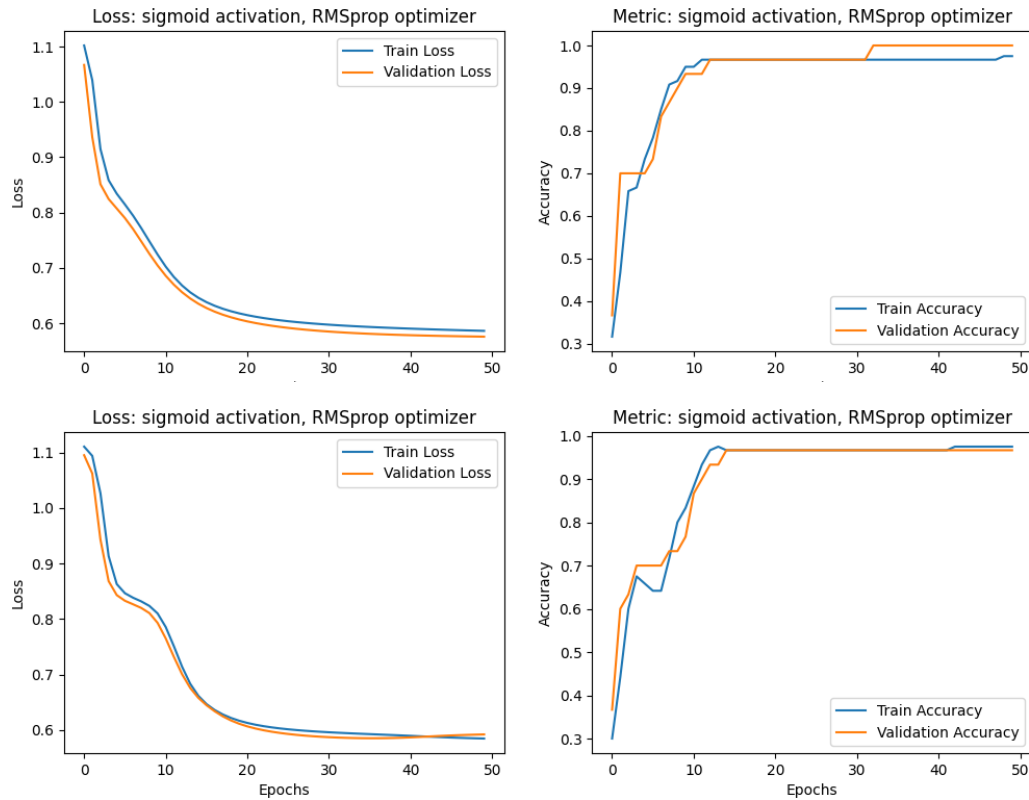 Loss: sigmoid activation, RMSprop optimizer
1.1
1.0
0.9
0.8
0.7
0.6
Loss
Train Loss
Validation Loss
0
10
20
30
40
50
Metric: sigmoid activation, RMSprop optimizer
1.0
0.9
0.8
0.7
0.6
0.5
0.4
0.3
Accuracy
Train Accuracy
Validation Accuracy
0
10
20
30
40
50
Loss: sigmoid activation, RMSprop optimizer
1.1
1.0
0.9
0.8
0.7
0.6
Loss
Train Loss
Validation Loss
0
10
20
30
40
50
Epochs
Metric: sigmoid activation, RMSprop optimizer
1.0
0.9
0.8
0.7
0.6
0.5
0.4
0.3
Accuracy
Train Accuracy
Validation Accuracy
0
10
20
30
40
50
Epochs